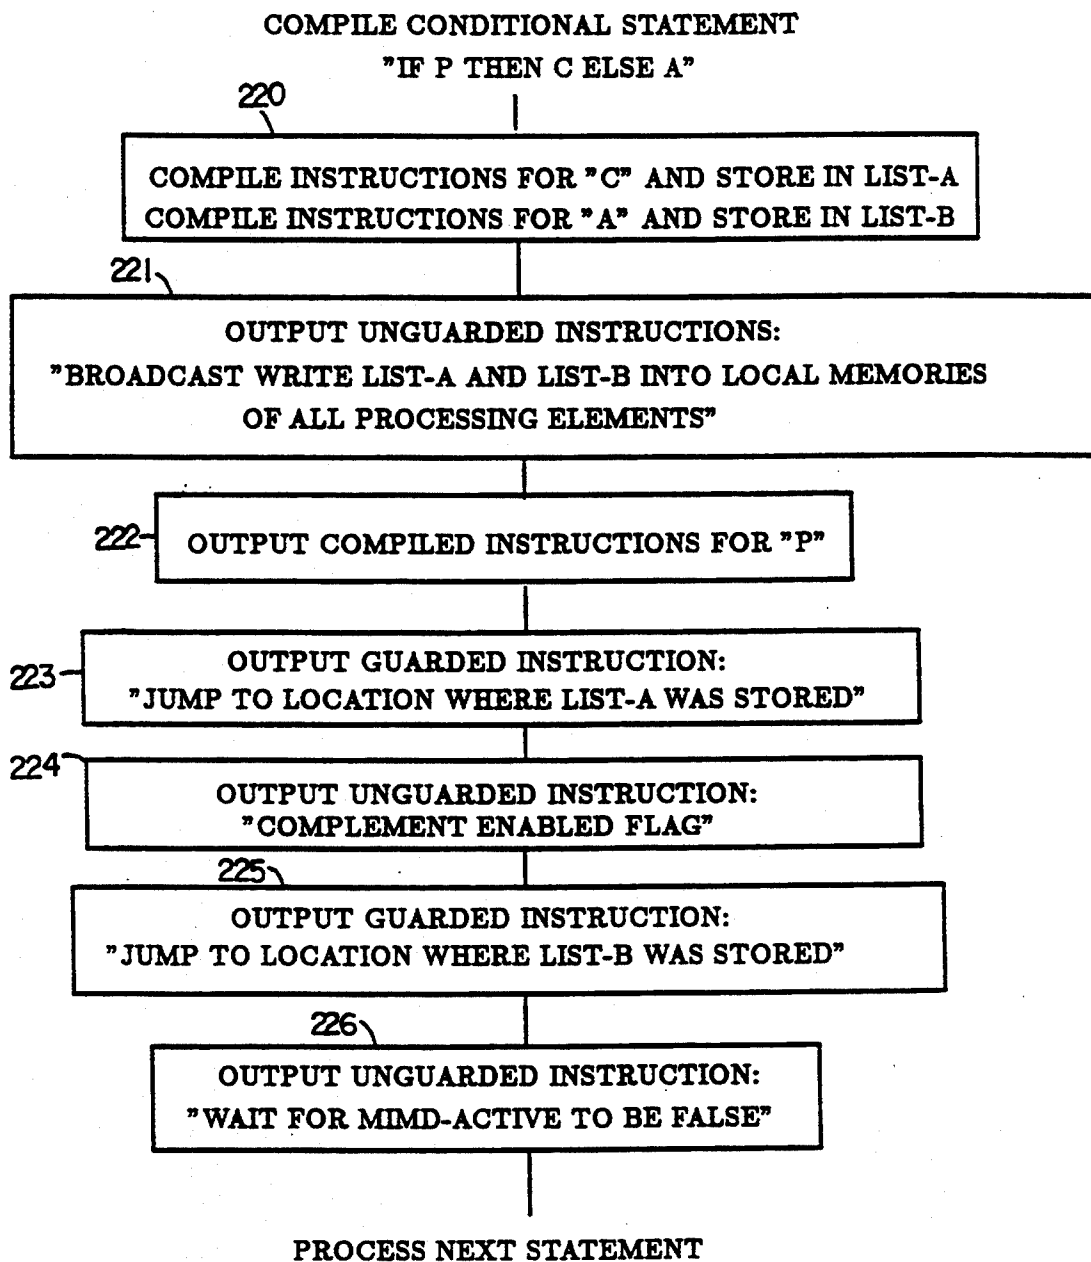 COMPILE CONDITIONAL STATEMENT
"IF P THEN C ELSE A"
220
COMPILE INSTRUCTIONS FOR "C" AND STORE IN LIST-A
COMPILE INSTRUCTIONS FOR "A" AND STORE IN LIST-B
221
OUTPUT UNGUARDED INSTRUCTIONS:
"BROADCAST WRITE LIST-A AND LIST-B INTO LOCAL MEMORIES
OF ALL PROCESSING ELEMENTS"
222
OUTPUT COMPILED INSTRUCTIONS FOR "P"
223
OUTPUT GUARDED INSTRUCTION:
"JUMP TO LOCATION WHERE LIST-A WAS STORED"
224
OUTPUT UNGUARDED INSTRUCTION:
"COMPLEMENT ENABLED FLAG"
225
OUTPUT GUARDED INSTRUCTION:
"JUMP TO LOCATION WHERE LIST-B WAS STORED"
226
OUTPUT UNGUARDED INSTRUCTION:
"WAIT FOR MIMD-ACTIVE TO BE FALSE"
PROCESS NEXT STATEMENT